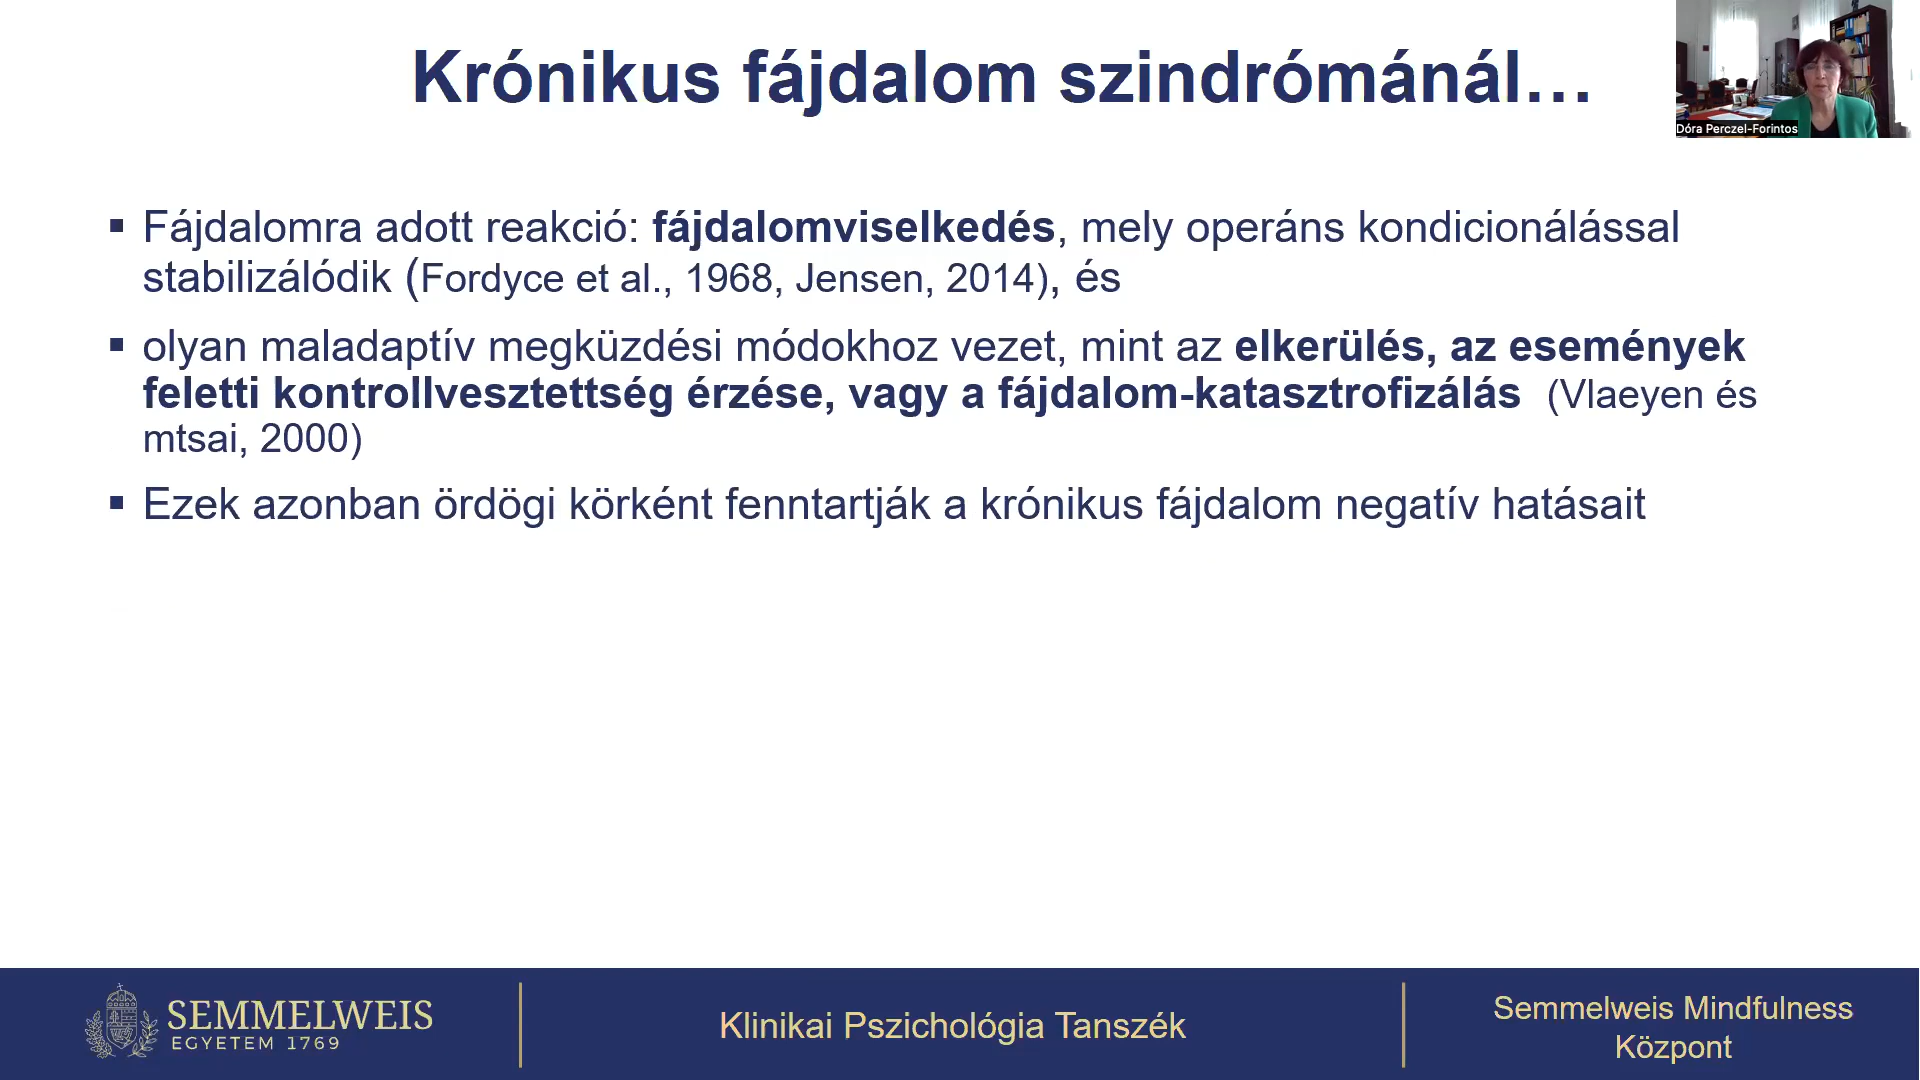 Krónikus fájdalom szindrómánál…
Dóra Perczel-Forintos
▪ Fájdalomra adott reakció: fájdalomviselkedés, mely operáns kondicionálással
stabilizálódik (Fordyce et al., 1968, Jensen, 2014), és
▪ olyan maladaptív megküzdési módokhoz vezet, mint az elkerülés, az események
feletti kontrollvesztettség érzése, vagy a fájdalom-katasztrofizálás (Vlaeyen és
mtsai, 2000)
▪ Ezek azonban ördögi körként fenntartják a krónikus fájdalom negatív hatásait
SEMMELWEIS
EGYETEM 1769
Klinikai Pszichológia Tanszék
Semmelweis Mindfulness
Központ